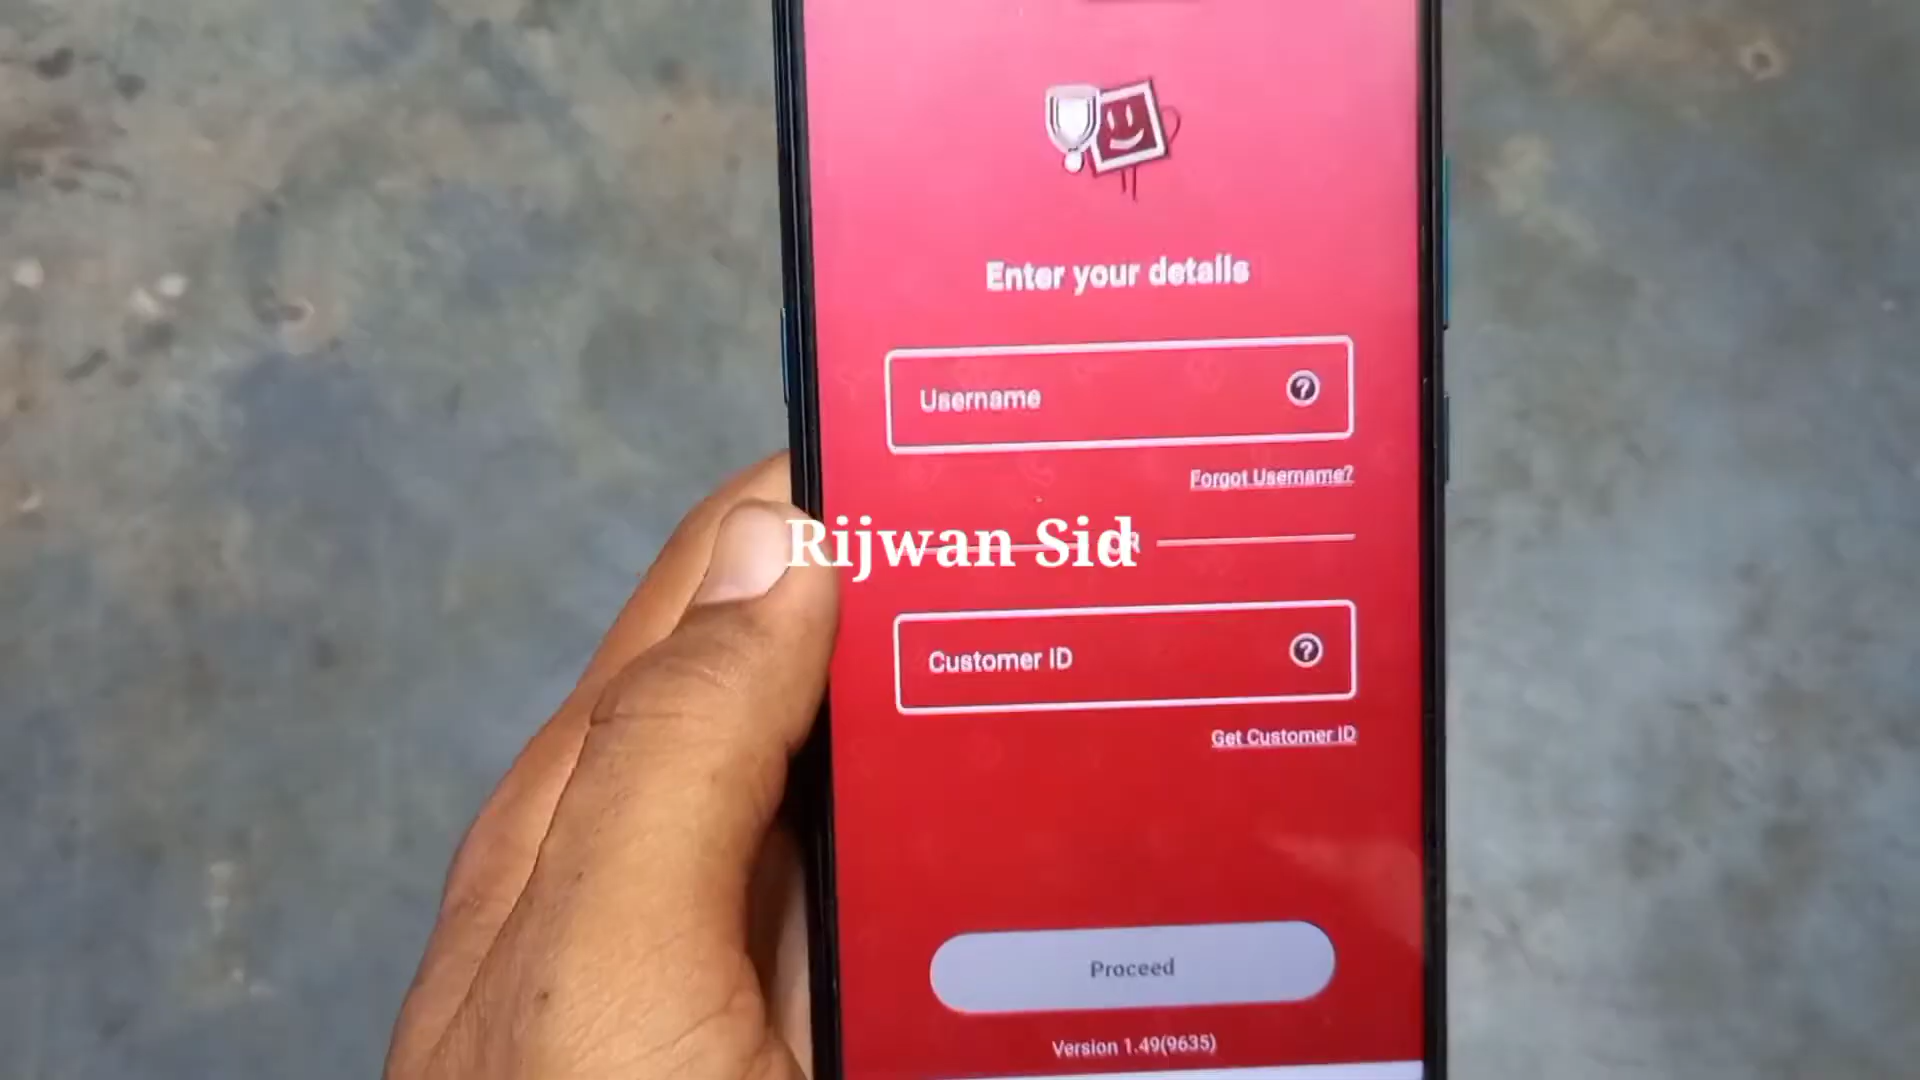 Enter your details
Username
Forgot Username?
Rijwan Sid
Customer ID
Get Customer ID
Proceed
Version 1.49(9635)